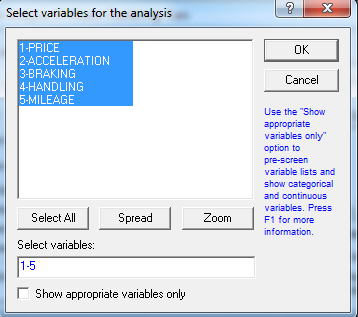 Select variables for the analysis
?
X
1-PRICE
2-ACCELERATION
3-BRAKING
4-HANDLING
5-MILEAGE
OK
Cancel
Use the "Show
appropriate
variables only"
option to
pre-screen
variable lists and
show categorical
and continuous
variables. Press
F1 for more
information.
Select All
Spread
Zoom
Select variables:
1-5
Show appropriate variables only